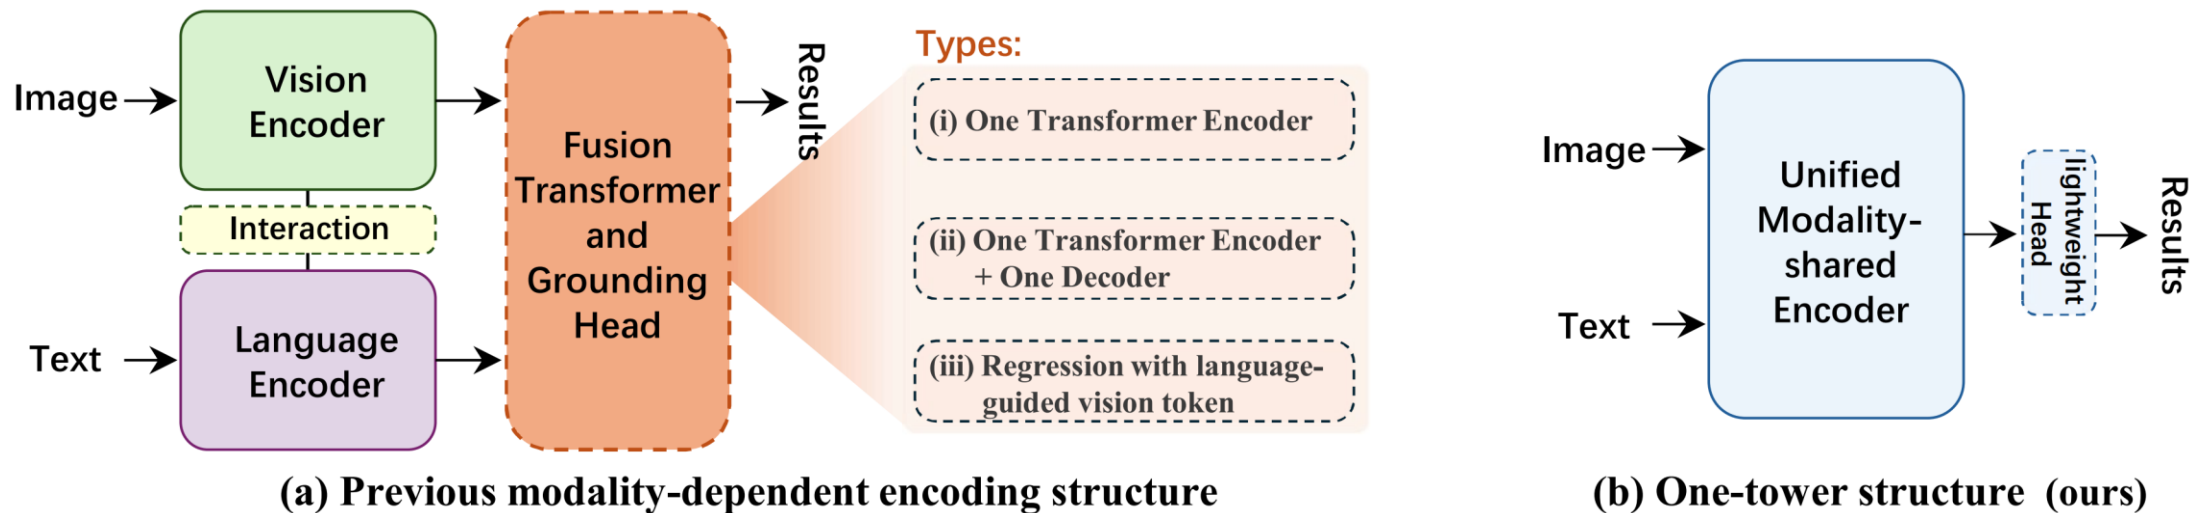 Image
Vision
Encoder
Interaction
Text
Language
Encoder
Fusion
Transformer
and
Grounding
Head
Results
Types:
(i) One Transformer Encoder
(ii) One Transformer Encoder
+ One Decoder
(iii) Regression with language-
guided vision token
(a) Previous modality-dependent encoding structure
Image
Text
Unified
Modality-
shared
Encoder
lightweight
Head
Results
(b) One-tower structure (ours)